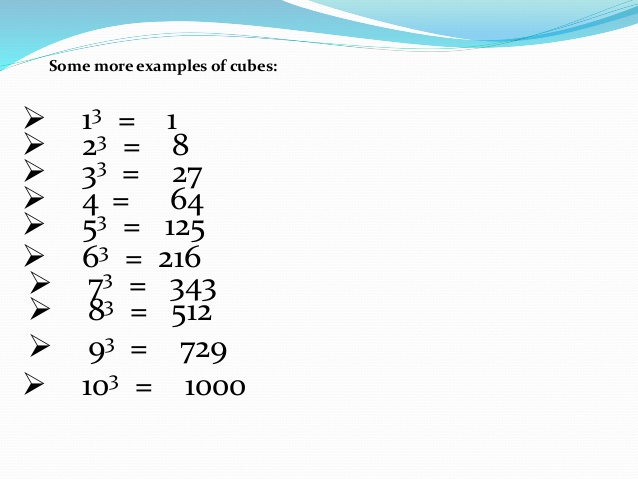 Some more examples of cubes:
➢ 1³ = 1
➢ 2³ = 8
➢ 3³ = 27
➢ 4 = 64
➢ 5³ = 125
➢ 6³ = 216
➢ 7³ = 343
➢ 8³ = 512
➢ 9³ = 729
➢ 10³ = 1000